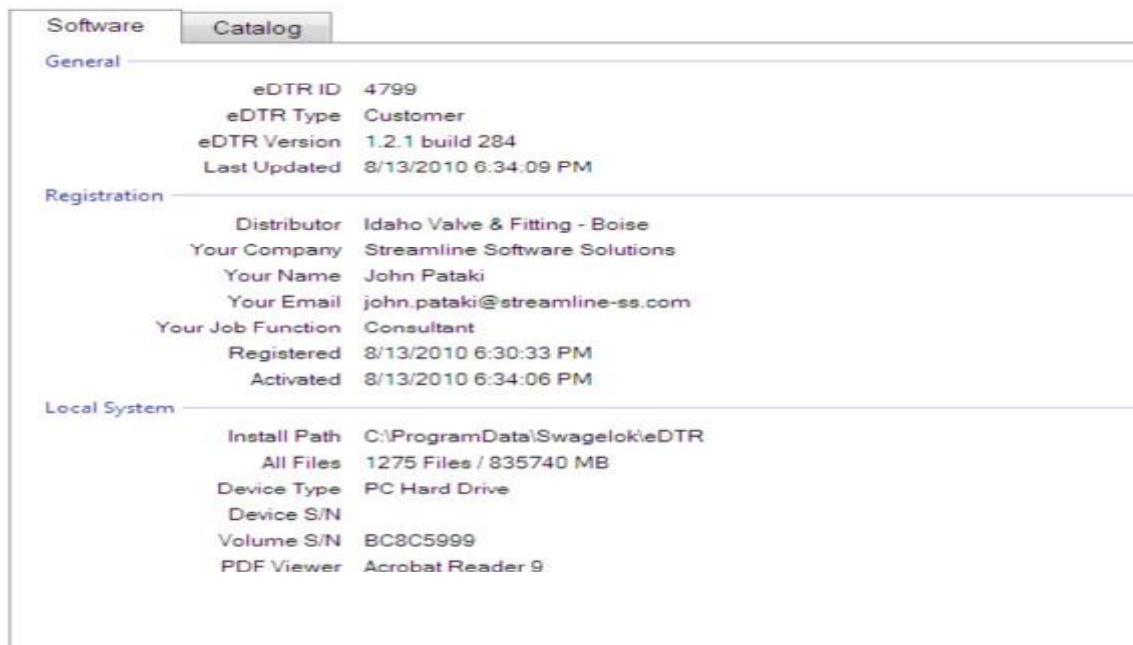 Software Catalog
General
eDTR ID 4799
eDTR Type Customer
eDTR Version 1.2.1 build 284
Last Updated 8/13/2010 6:34:09 PM
Registration
Distributor Idaho Valve & Fitting - Boise
Your Company Streamline Software Solutions
Your Name John Pataki
Your Email john.pataki@streamline-ss.com
Your Job Function Consultant
Registered 8/13/2010 6:30:33 PM
Activated 8/13/2010 6:34:06 PM
Local System
Install Path C:\ProgramData\Swagelok\eDTR
All Files 1275 Files / 835740 MB
Device Type PC Hard Drive
Device S/N
Volume S/N BC8C5999
PDF Viewer Acrobat Reader 9